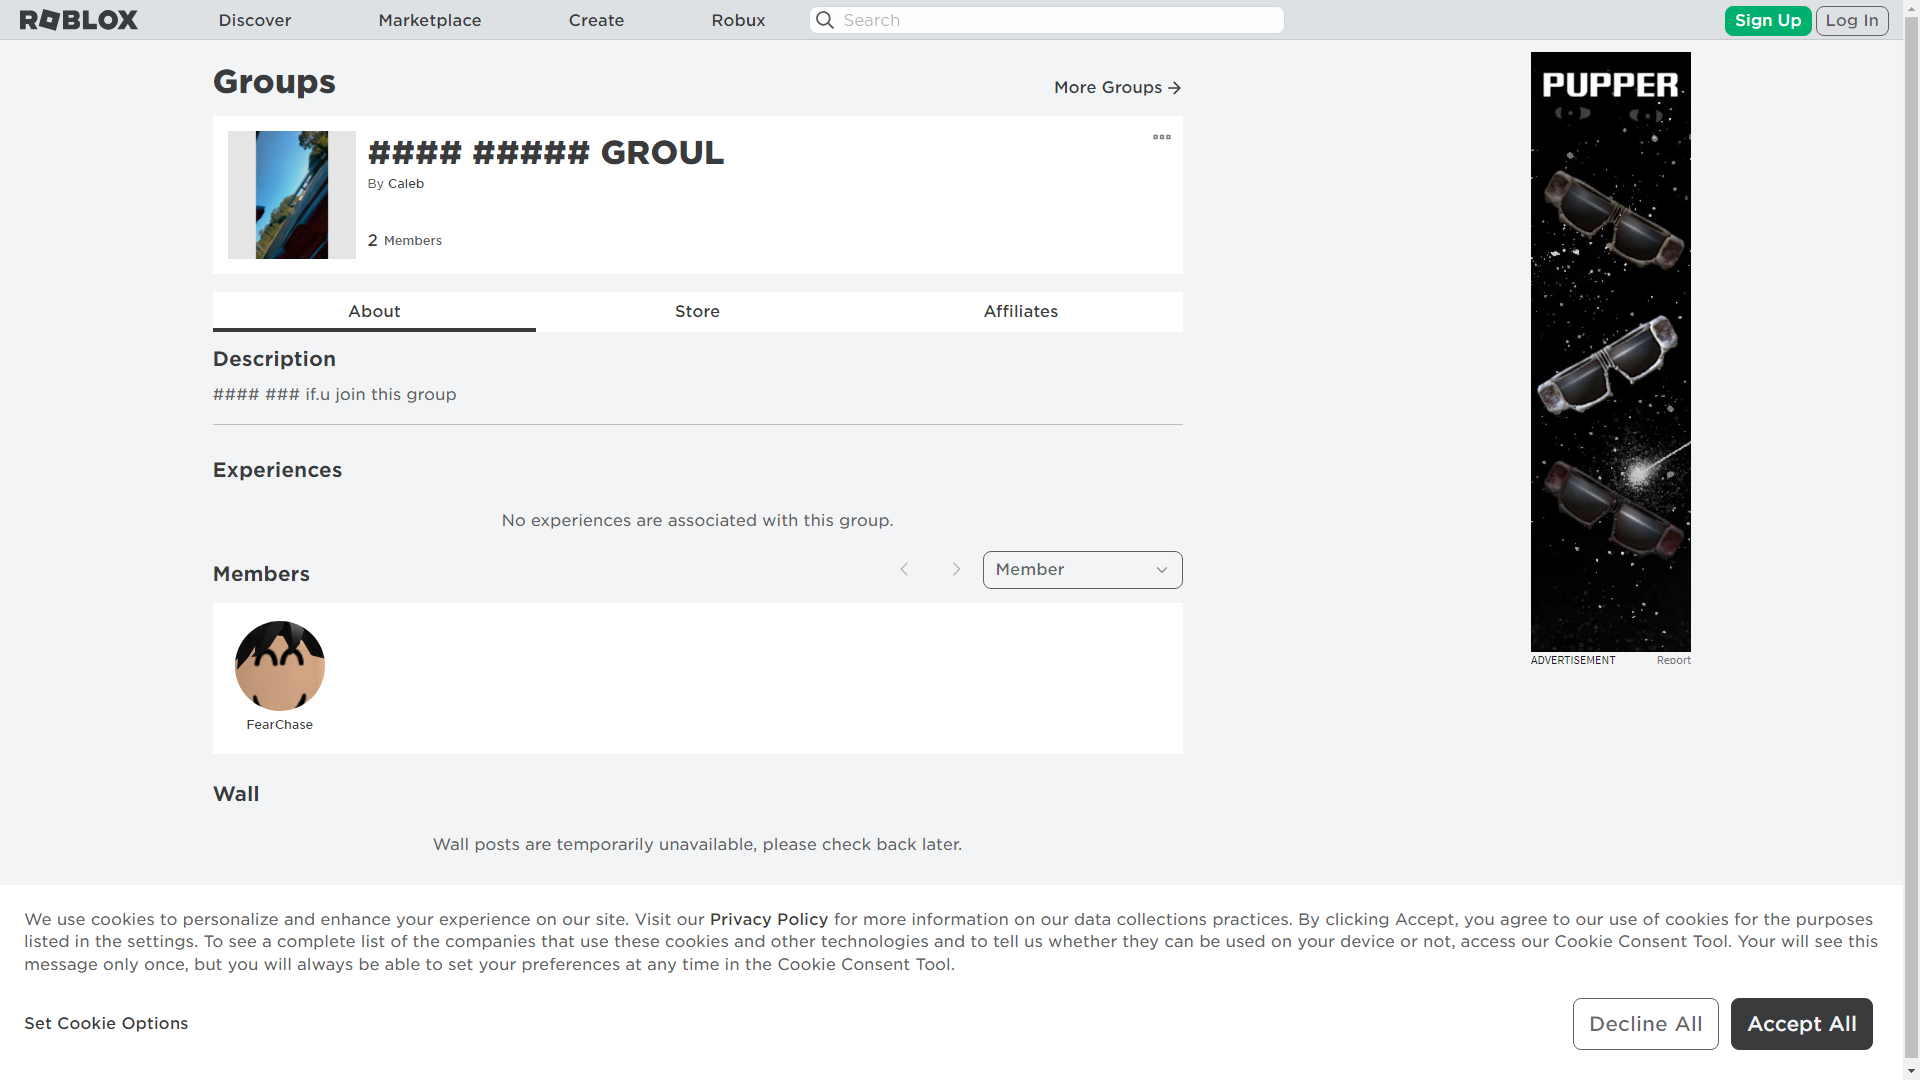 ROBLOX
Discover
Marketplace
Create
Robux
Search
Sign Up
Log In
Groups
More Groups
#### ##### GROUL
By Caleb
2 Members
About
Store
Affiliates
Description
#### ### if.u join this group
Experiences
No experiences are associated with this group.
Members
Member
FearChase
Wall
Wall posts are temporarily unavailable, please check back later.
PUPPER
ADVERTISEMENT
Report
We use cookies to personalize and enhance your experience on our site. Visit our Privacy Policy for more information on our data collections practices. By clicking Accept, you agree to our use of cookies for the purposes
listed in the settings. To see a complete list of the companies that use these cookies and other technologies and to tell us whether they can be used on your device or not, access our Cookie Consent Tool. Your will see this
message only once, but you will always be able to set your preferences at any time in the Cookie Consent Tool.
Set Cookie Options
Decline All
Accept All